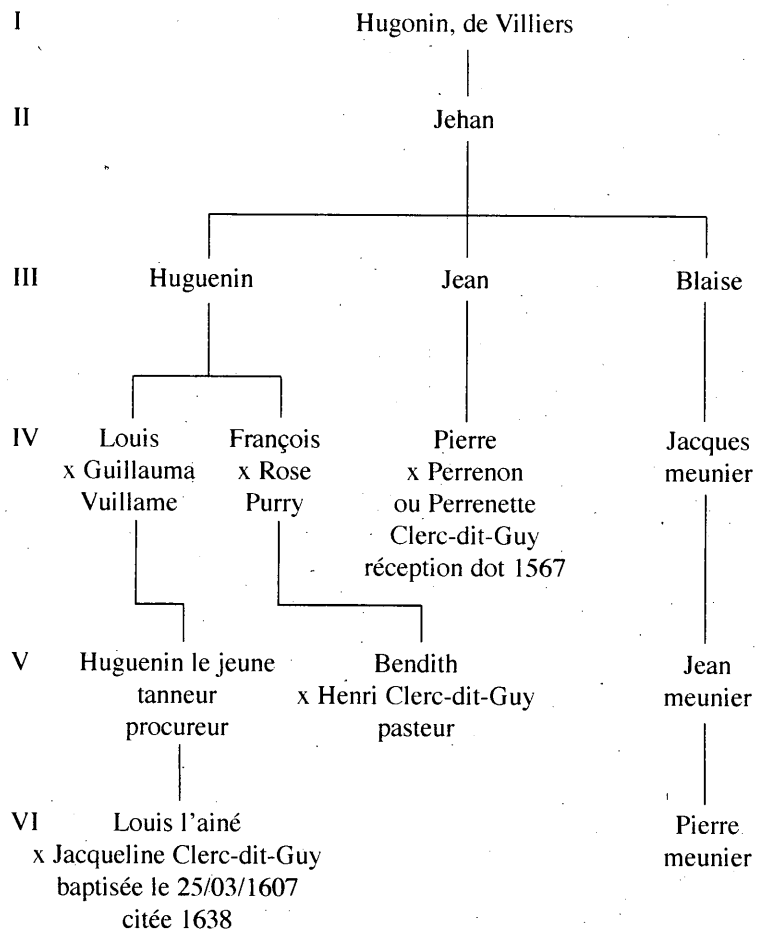 I Hugonin, de Villiers
II Jehan
III Huguenin Jean Blaise
IV Louis François Pierre Jacques
x Guillauma x Rose x Perrenon meunier
Vuillame Purry ou Perrenette
Clerc-dit-Guy
réception dot 1567
V Huguenin le jeune Bendith Jean
tanneur x Henri Clerc-dit-Guy meunier
procureur pasteur
VI Louis l'ainé Pierre
x Jacqueline Clerc-dit-Guy meunier
baptisée le 25/03/1607
citée 1638